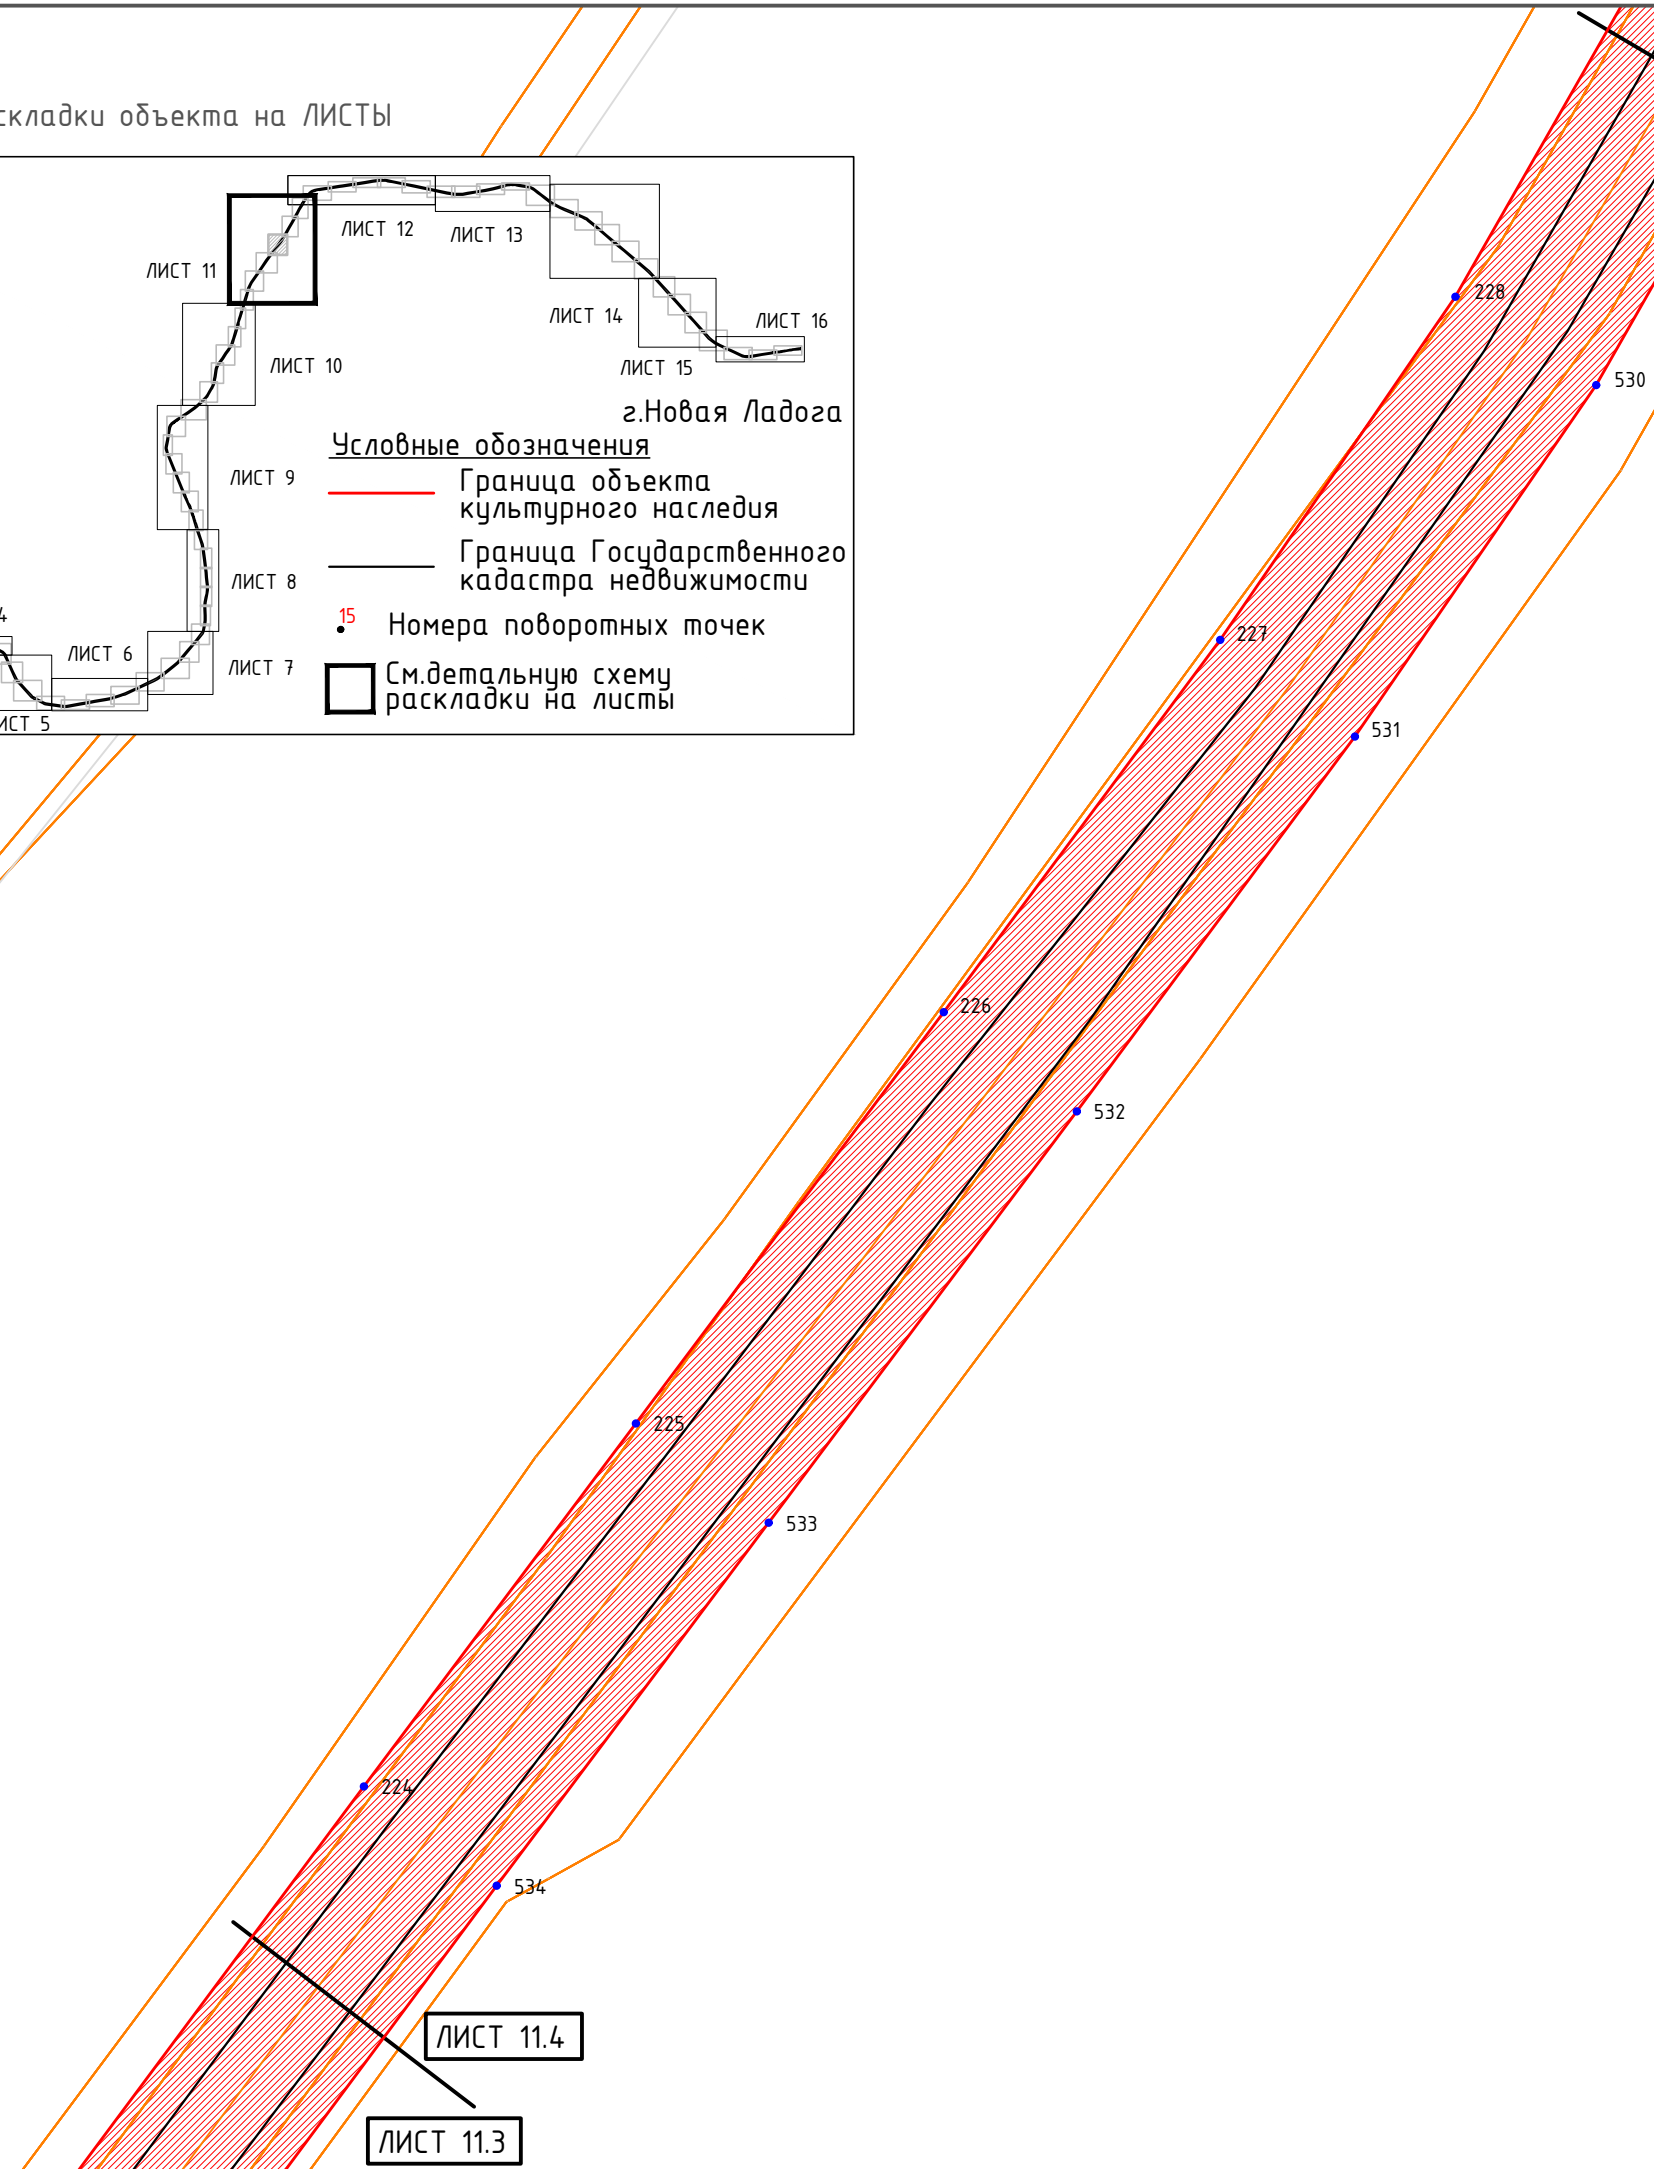 складки объекта на ЛИСТЫ
ЛИСТ 12
ЛИСТ 13
ЛИСТ 11
ЛИСТ 14
ЛИСТ 16
ЛИСТ 10
ЛИСТ 15
г.Новая Ладога
Условные обозначения
ЛИСТ 9
Граница объекта
культурного наследия
Граница Государственного
кадастра недвижимости
ЛИСТ 8
4
15
Номера поворотных точек
ЛИСТ 6
ЛИСТ 7
См.детальную схему
раскладки на листы
ИСТ 5
228
530
227
531
226
532
225
533
224
534
ЛИСТ 11.4
ЛИСТ 11.3